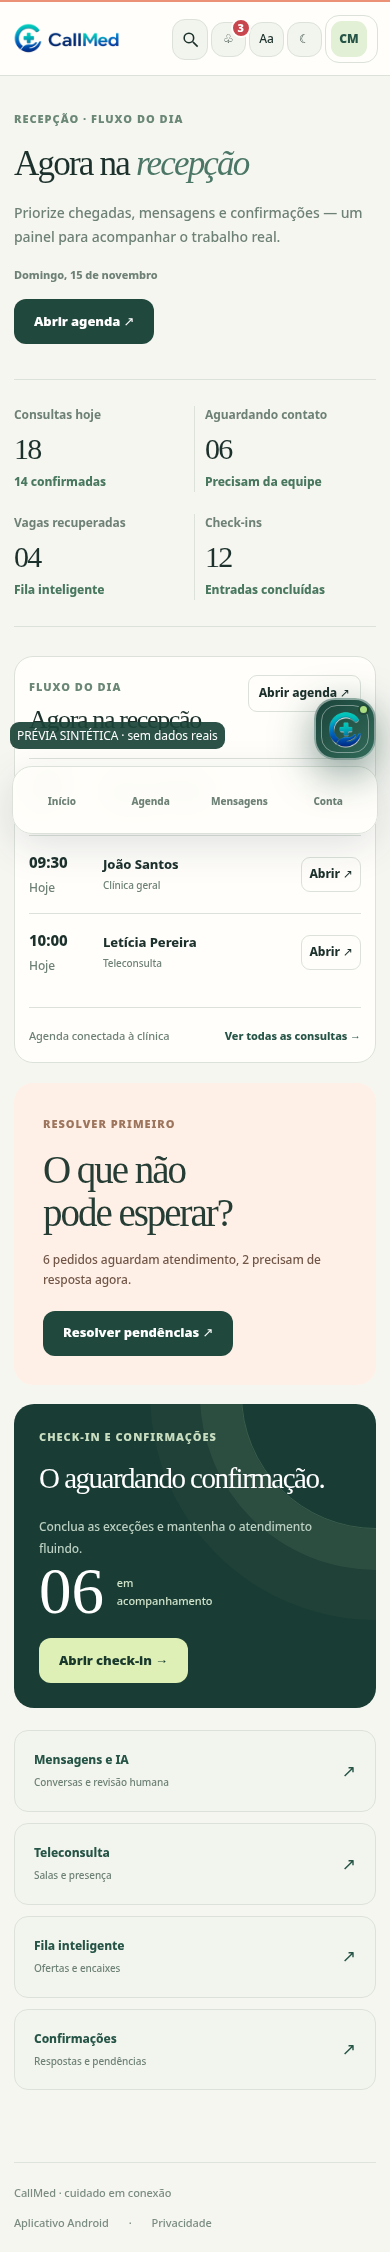 CallMed
3
Aa
CM
RECEPÇÃO · FLUXO DO DIA
Agora na recepção
Priorize chegadas, mensagens e confirmações — um
painel para acompanhar o trabalho real.
Domingo, 15 de novembro
Abrir agenda ↗
Consultas hoje
18
14 confirmadas
Aguardando contato
06
Precisam da equipe
Vagas recuperadas
04
Fila inteligente
Check-ins
12
Entradas concluídas
FLUXO DO DIA
Agora na recepção
Abrir agenda ↗
PRÉVIA SINTÉTICA · sem dados reais
Início
Agenda
Mensagens
Conta
09:30
Hoje
João Santos
Clínica geral
Abrir ↗
10:00
Hoje
Letícia Pereira
Teleconsulta
Abrir ↗
Agenda conectada à clínica
Ver todas as consultas →
RESOLVER PRIMEIRO
O que não
pode esperar?
6 pedidos aguardam atendimento, 2 precisam de
resposta agora.
Resolver pendências ↗
CHECK-IN E CONFIRMAÇÕES
O aguardando confirmação.
Conclua as exceções e mantenha o atendimento
fluindo.
06
em
acompanhamento
Abrir check-in →
Mensagens e IA
Conversas e revisão humana
↗
Teleconsulta
Salas e presença
↗
Fila inteligente
Ofertas e encaixes
↗
Confirmações
Respostas e pendências
↗
CallMed · cuidado em conexão
Aplicativo Android · Privacidade